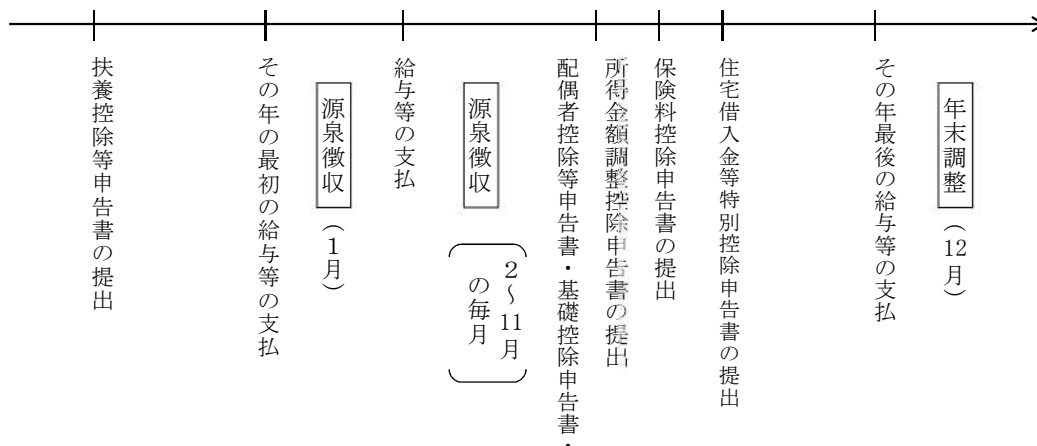 扶養控除等申告書の提出
その年の最初の給与等の支払
源泉徴収（1月）
給与等の支払
源泉徴収
２〜11月
の毎月
配偶者控除等申告書・基礎控除申告書・
所得金額調整控除申告書の提出
保険料控除申告書の提出
住宅借入金等特別控除申告書の提出
その年最後の給与等の支払
年末調整（12月）